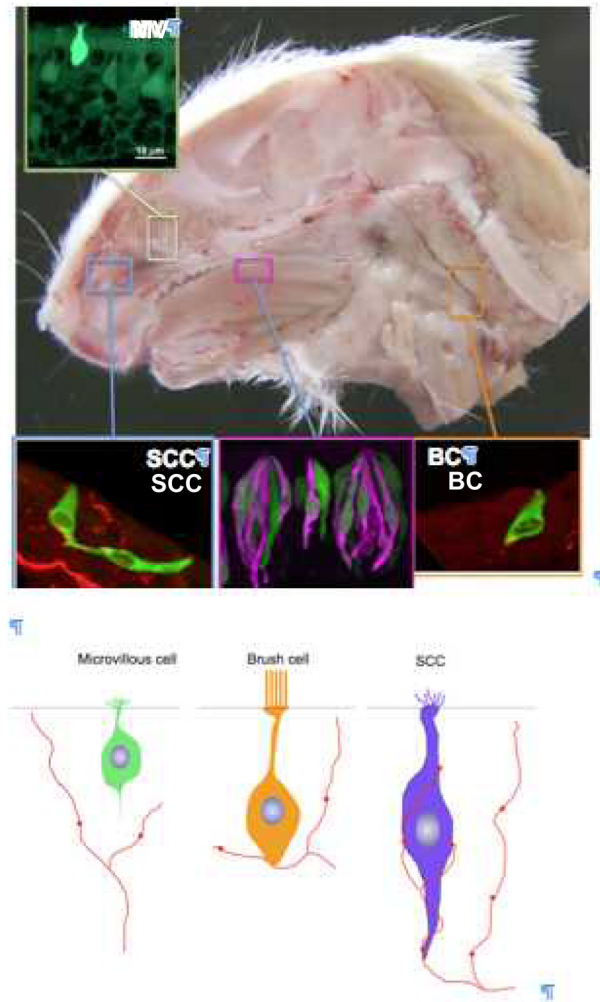 MV¶
10 µm
SCC¶
SCC
BC¶
BC
¶
¶
Microvillous cell
Brush cell
SCC
¶